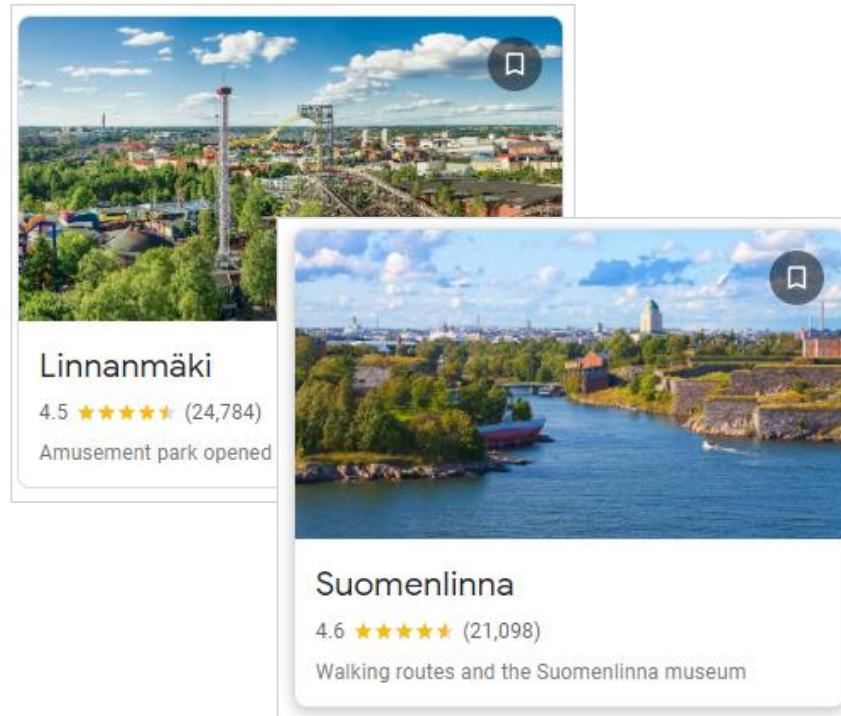 Linnanmäki
4.5 (24,784)
Amusement park opened
Suomenlinna
4.6 (21,098)
Walking routes and the Suomenlinna museum